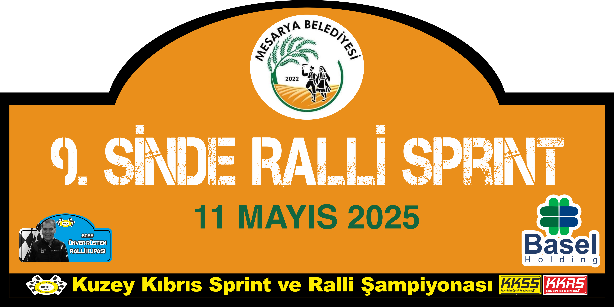 MESARYA BELEDİYESİ
2022
9. SİNDE RALLİ SPRINT
11 MAYIS 2025
Basel
Holding
Kuzey Kıbrıs Sprint ve Ralli Şampiyonası
KKSS
KKRS